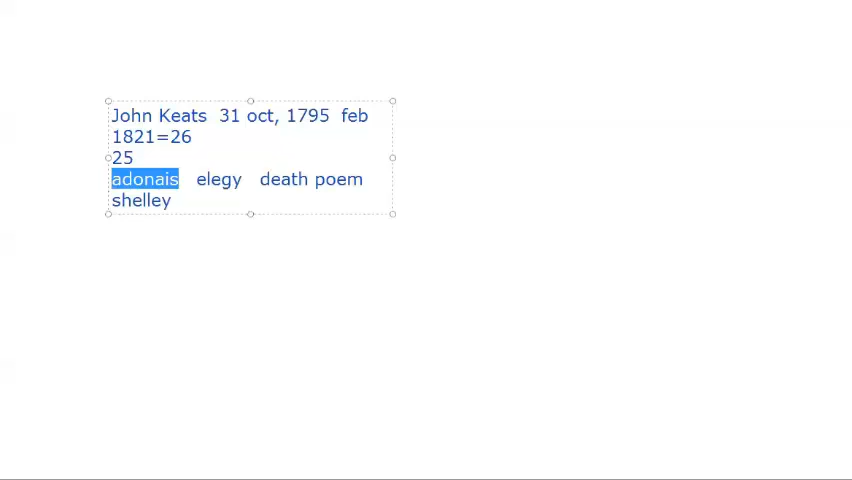 John Keats  31 oct, 1795  feb
1821=26
25
adonais   elegy   death poem
shelley